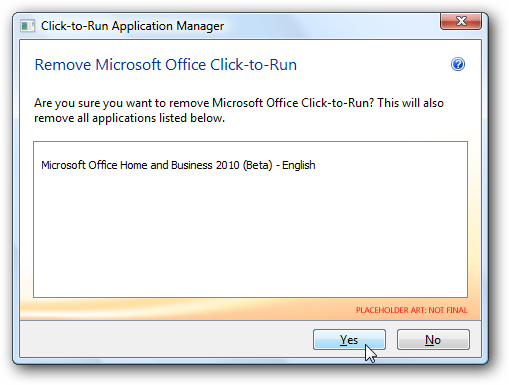 Click-to-Run Application Manager
Remove Microsoft Office Click-to-Run
Are you sure you want to remove Microsoft Office Click-to-Run? This will also
remove all applications listed below.
Microsoft Office Home and Business 2010 (Beta) - English
PLACEHOLDER ART: NOT FINAL
Yes
No